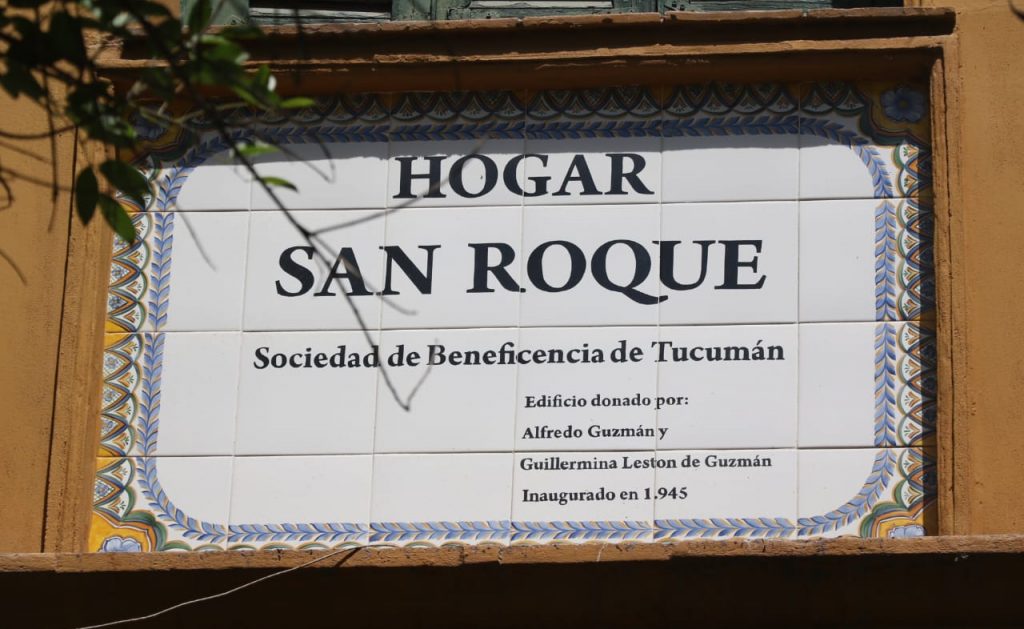 HOGAR
SAN ROQUE
Sociedad de Beneficencia de Tucumán
Edificio donado por:
Alfredo Guzmán y
Guillermina Leston de Guzmán
Inaugurado en 1.945